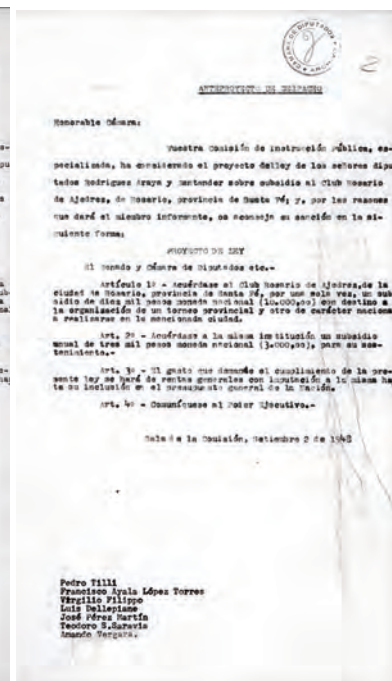 CAMARA DE DIPUTADOS
2
ANTEPROYECTO DE DESPACHO
Honorable Cámara:
Vuestra Comisión de Instrucción Pública, es-
pecializada, ha considerado el proyecto delley de los señores dipu
tados Rodriguez Araya y Santander sobre subsidio al Club Rosario
de Ajedrez, de Rosario, provincia de Santa Fé; y, por las razones
que dará el miembro informante, os aconseja su sanción en la si-
guiente forma:
PROYECTO DE LEY
El Senado y Cámara de Diputados etc.-
Artículo 1º - Acuérdase al Club Rosario de Ajedrez, de la
ciudad de Rosario, provincia de Santa Fé, por una sola vez, un sub
sidio de diez mil pesos moneda nacional (10.000,oo) con destino
la organización de un torneo provincial y otro de carácter naciona
a realizarse en la mencionada ciudad.
Art. 2º - Acuérdase a la misma institución un subsidio
anual de tres mil pesos moneda nacional (3.000,oo), para su sos-
tenimiento.-
Art. 3º - El gasto que demande el cumplimiento de la pre-
sente ley se hará de rentas generales con imputación a la misma ha
ta su inclusión en el presupuesto general de la Nación.
Art. 4º - Comuníquese al Poder Ejecutivo.-
Sala de la Comisión, Setiembre 2 de 1948
Pedro Tilli
Francisco Ayala López Torres
Virgilio Filippo
Luis Dellepiane
José Pérez Martín
Teodoro S.Saravia
Amando Vergara.